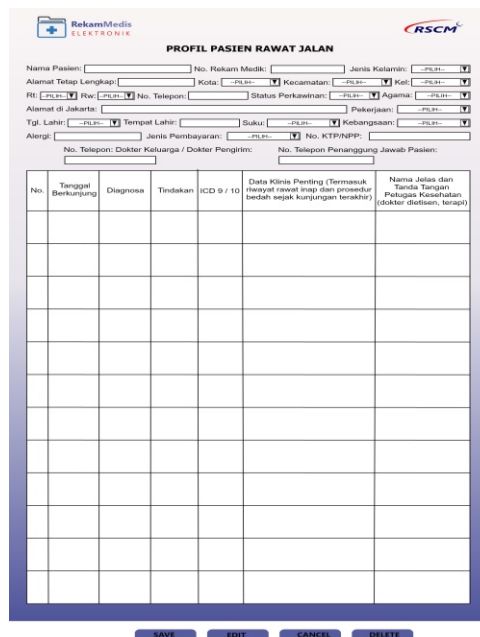 RekamMedis
ELEKTRONIK
RSCM
PROFIL PASIEN RAWAT JALAN
Nama Pasien: No. Rekam Medik: Jenis Kelamin: --PILIH--
Alamat Tetap Lengkap: Kota: --PILIH-- Kecamatan: --PILIH-- Kel: --PILIH--
Rt: --PILIH-- Rw: --PILIH-- No. Telepon: Status Perkawinan: --PILIH-- Agama: --PILIH--
Alamat di Jakarta: Pekerjaan: --PILIH--
Tgl. Lahir: --PILIH-- Tempat Lahir: Suku: --PILIH-- Kebangsaan: --PILIH--
Alergi: Jenis Pembayaran: --PILIH-- No. KTP/NPP:
No. Telepon: Dokter Keluarga / Dokter Pengirim: No. Telepon Penanggung Jawab Pasien:
No.
Tanggal
Berkunjung
Diagnosa
Tindakan
ICD 9 / 10
Data Klinis Penting (Termasuk
riwayat rawat inap dan prosedur
bedah sejak kunjungan terakhir)
Nama Jelas dan
Tanda Tangan
Petugas Kesehatan
(dokter dietisen, terapi)
SAVE EDIT CANCEL DELETE